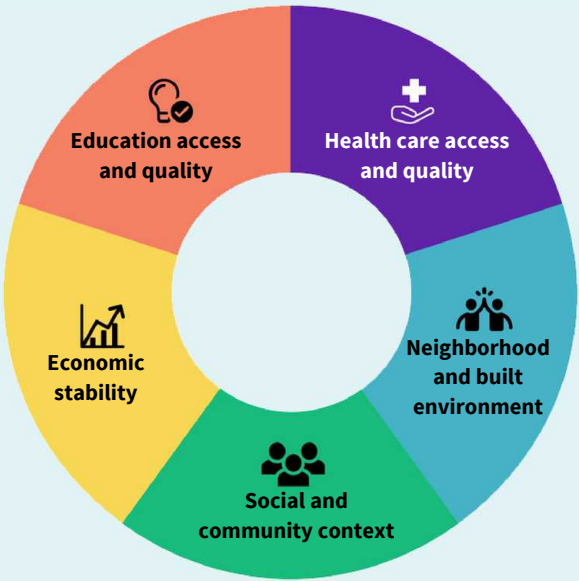 Education access
and quality
Health care access
and quality
Economic
stability
Neighborhood
and built
environment
Social and
community context